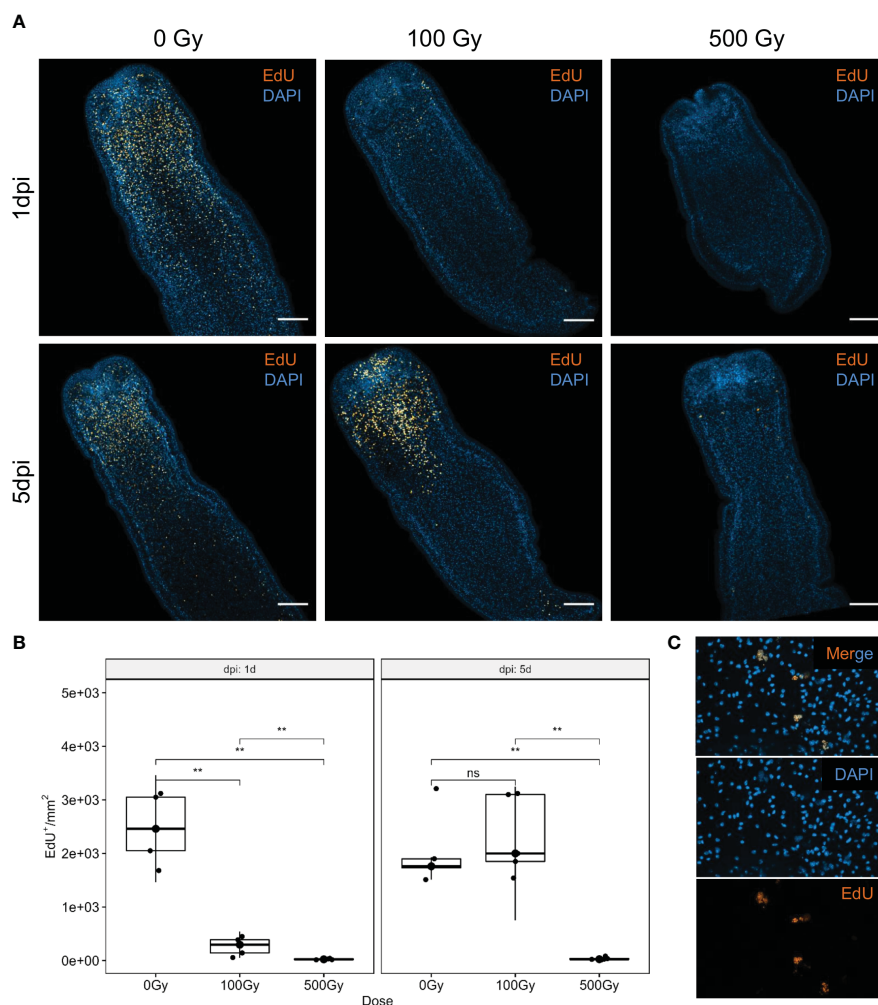 A
0 Gy 100 Gy 500 Gy
1dpi
EdU
DAPI
EdU
DAPI
EdU
DAPI
5dpi
EdU
DAPI
EdU
DAPI
EdU
DAPI
B
dpi: 1d dpi: 5d
EdU⁺/mm²
5e+03
4e+03
3e+03
2e+03
1e+03
0e+00
**
**
**
**
**
ns
0Gy 100Gy 500Gy 0Gy 100Gy 500Gy
Dose
C
Merge
DAPI
EdU